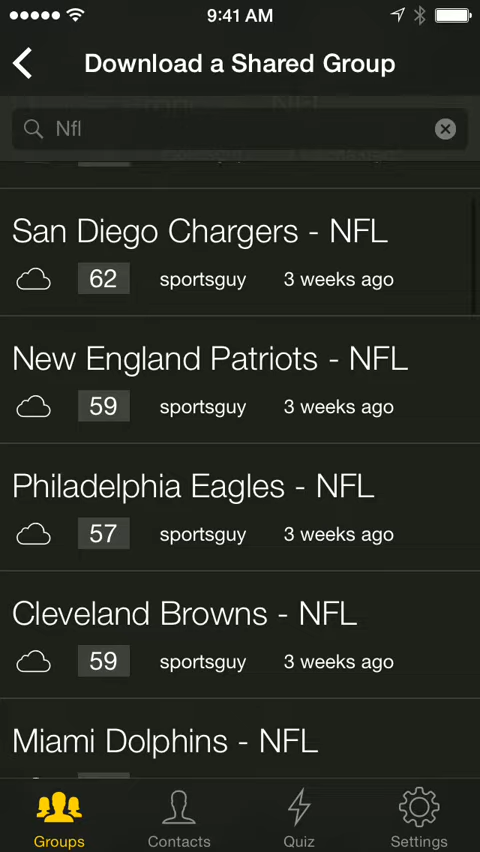 9:41 AM
Download a Shared Group
Nfl
San Diego Chargers - NFL
62 sportsguy 3 weeks ago
New England Patriots - NFL
59 sportsguy 3 weeks ago
Philadelphia Eagles - NFL
57 sportsguy 3 weeks ago
Cleveland Browns - NFL
59 sportsguy 3 weeks ago
Miami Dolphins - NFL
Groups Contacts Quiz Settings